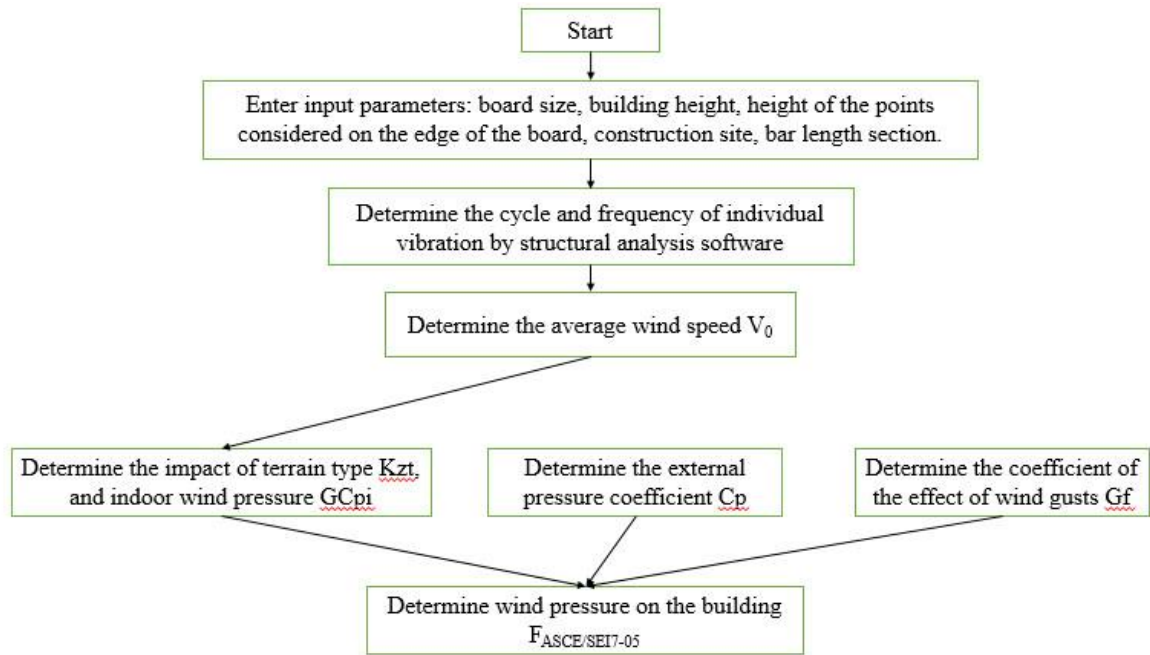 Start
Enter input parameters: board size, building height, height of the points
considered on the edge of the board, construction site, bar length section.
Determine the cycle and frequency of individual
vibration by structural analysis software
Determine the average wind speed V₀
Determine the impact of terrain type Kzt,
and indoor wind pressure GCpi
Determine the external
pressure coefficient Cp
Determine the coefficient of
the effect of wind gusts Gf
Determine wind pressure on the building
F_ASCE/SEI7-05